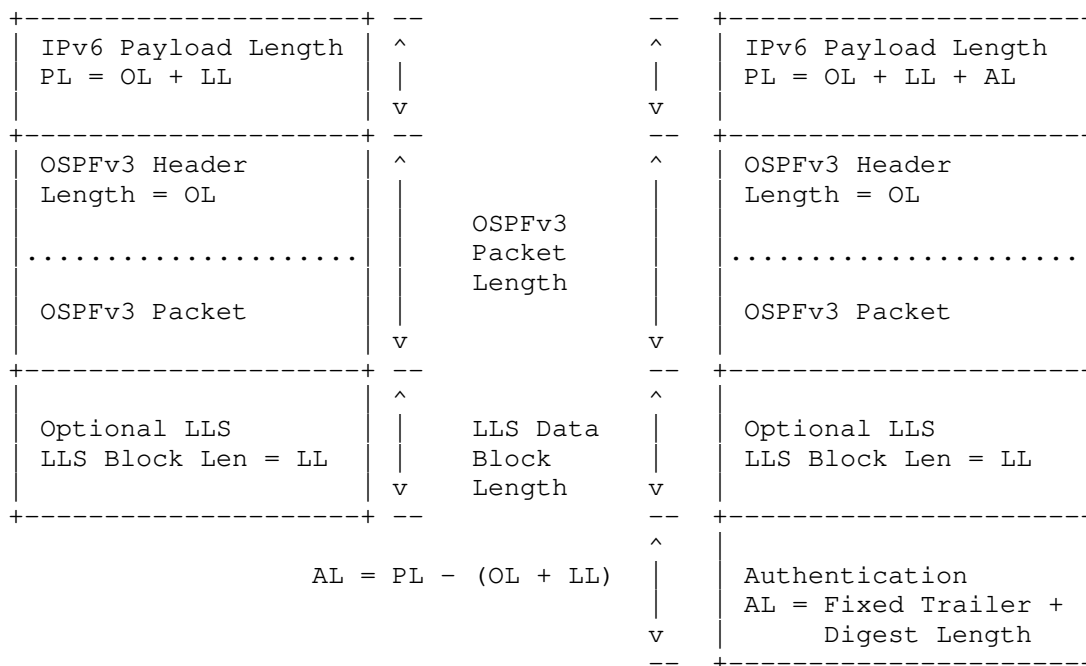 +---------------------+ --              --  +----------------------
| IPv6 Payload Length | ^               ^   | IPv6 Payload Length
| PL = OL + LL        | |               |   | PL = OL + LL + AL
|                     | v               v   |
+---------------------+ --              --  +----------------------
| OSPFv3 Header       | ^               ^   | OSPFv3 Header
| Length = OL         | |               |   | Length = OL
|                     | |    OSPFv3     |   |
|.....................| |    Packet     |   |......................
|                     | |    Length     |   |
| OSPFv3 Packet       | |               |   | OSPFv3 Packet
|                     | v               v   |
+---------------------+ --              --  +----------------------
|                     | ^               ^   |
| Optional LLS        | |    LLS Data   |   | Optional LLS
| LLS Block Len = LL  | |    Block      |   | LLS Block Len = LL
|                     | v    Length     v   |
+---------------------+ --              --  +----------------------
                                        ^   |
                   AL = PL - (OL + LL)  |   | Authentication
                                        |   | AL = Fixed Trailer +
                                        v   |      Digest Length
                                        --  +----------------------